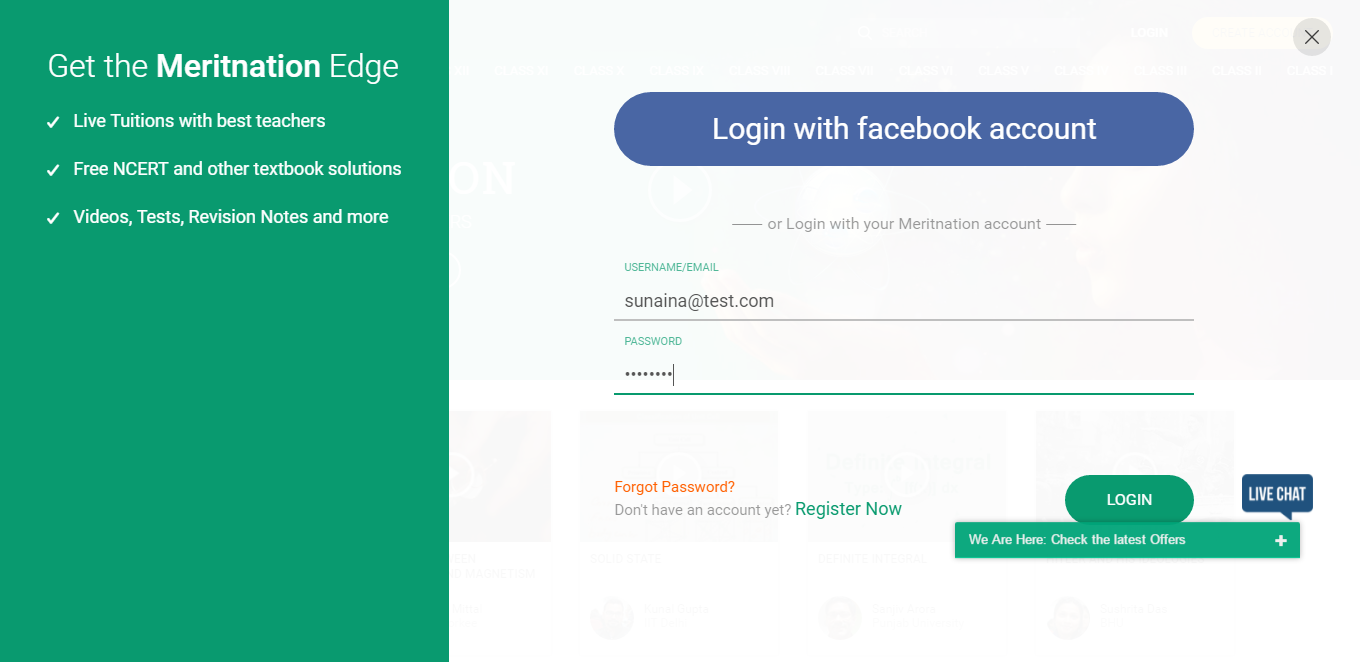 Get the Meritnation Edge
Live Tuitions with best teachers
Free NCERT and other textbook solutions
Videos, Tests, Revision Notes and more
LOGIN
CLASS XI CLASS X CLASS IX CLASS VIII CLASS VII CLASS VI CLASS V CLASS III CLASS II CLASS I
Login with facebook account
ON
or Login with your Meritnation account
USERNAME/EMAIL
sunaina@test.com
PASSWORD
••••••••
Definite Integral
Forgot Password?
Don't have an account yet? Register Now
LOGIN
LIVE CHAT
We Are Here: Check the latest Offers
SOLID STATE
DEFINITE INTEGRAL
MAGNETISM